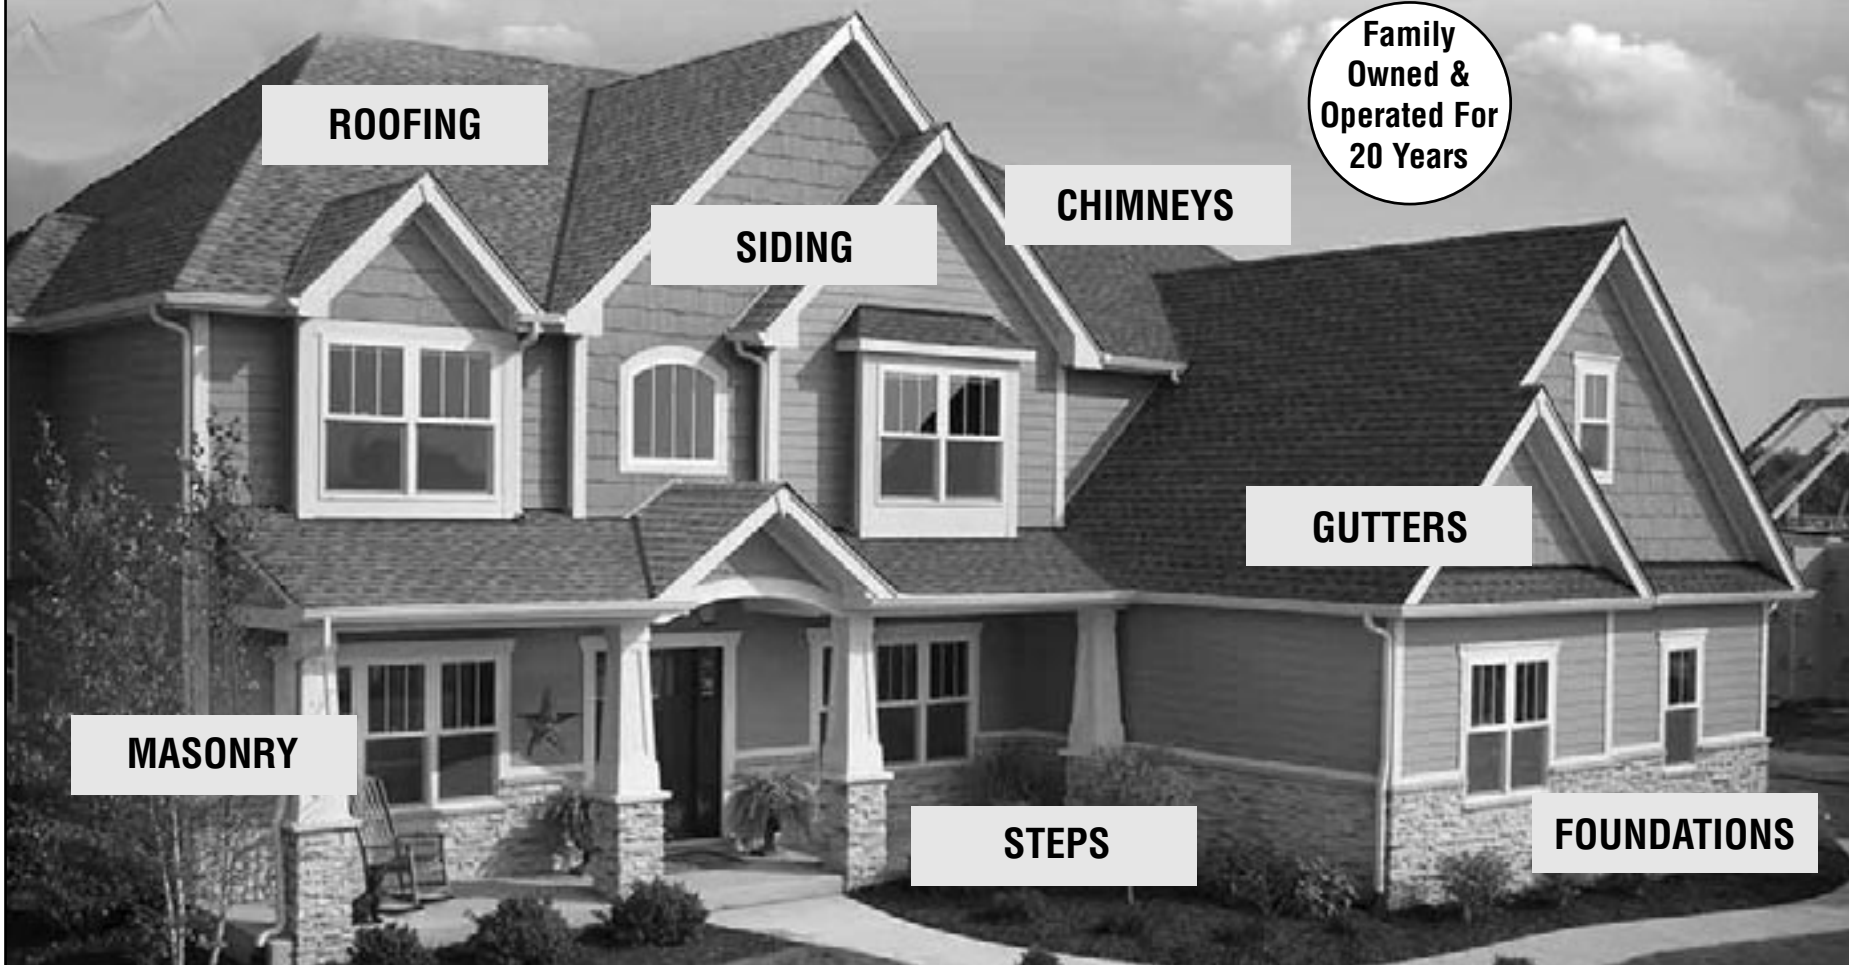 Family
Owned &
Operated For
20 Years
ROOFING
CHIMNEYS
SIDING
GUTTERS
MASONRY
STEPS
FOUNDATIONS